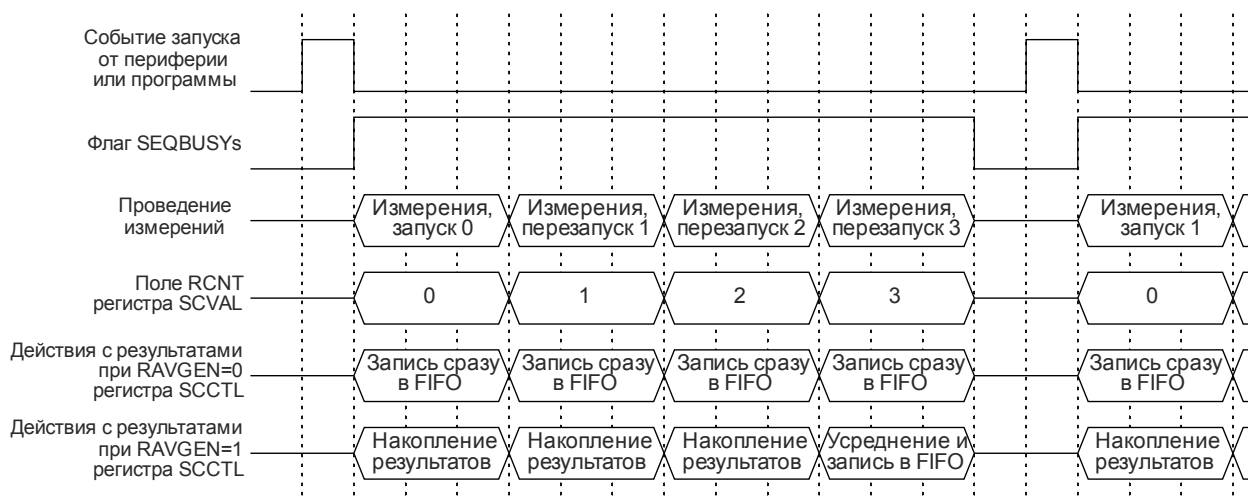 Событие запуска
от периферии
или программы
Флаг SEQBUSYs
Проведение
измерений
Измерения,
запуск 0
Измерения,
перезапуск 1
Измерения,
перезапуск 2
Измерения,
перезапуск 3
Измерения,
запуск 1
Поле RCNT
регистра SCVAL
0
1
2
3
0
Действия с результатами
при RAVGEN=0
регистра SCCTL
Запись сразу
в FIFO
Запись сразу
в FIFO
Запись сразу
в FIFO
Запись сразу
в FIFO
Запись сразу
в FIFO
Действия с результатами
при RAVGEN=1
регистра SCCTL
Накопление
результатов
Накопление
результатов
Накопление
результатов
Усреднение и
запись в FIFO
Накопление
результатов